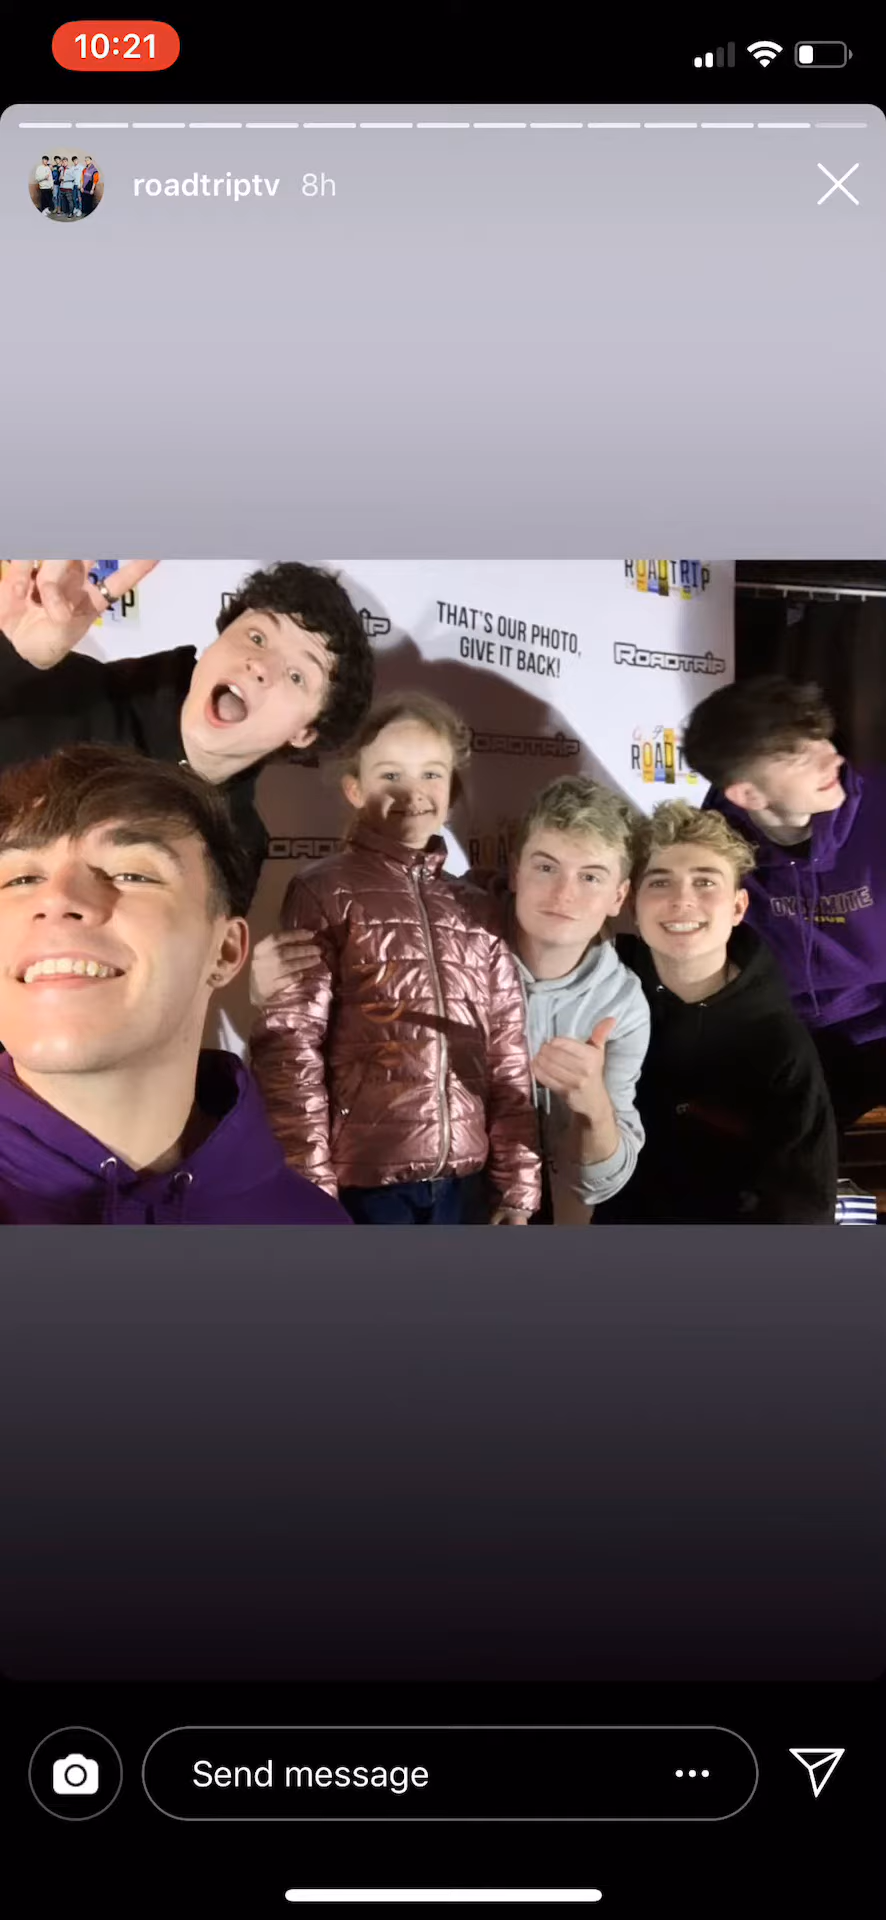 10:21
roadtriptv 8h
ROADTRIP
THAT'S OUR PHOTO,
GIVE IT BACK!
ROADTRIP
ROADTRIP
Send message